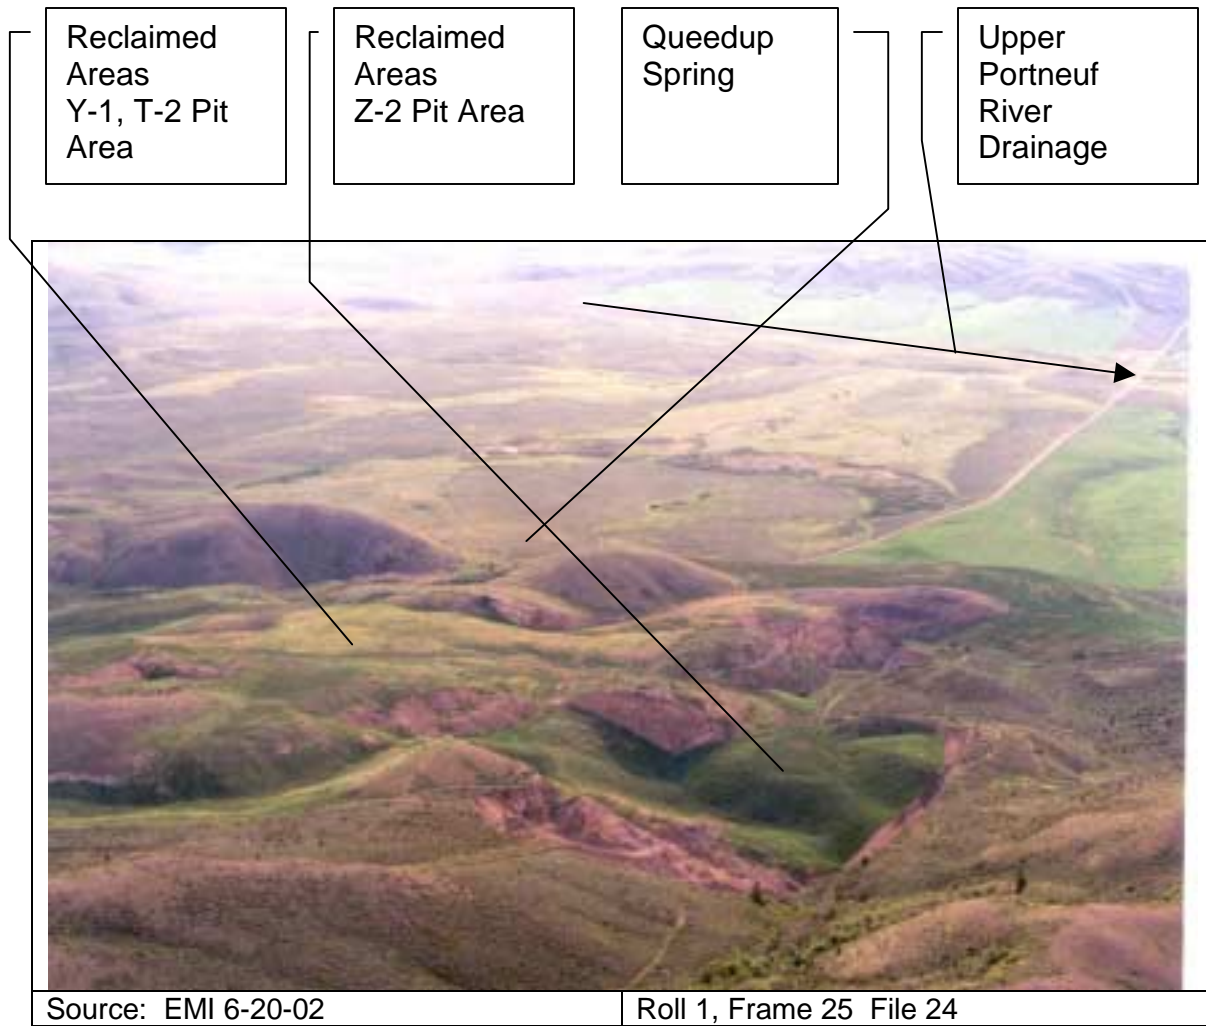 Reclaimed
Areas
Y-1, T-2 Pit
Area
Reclaimed
Areas
Z-2 Pit Area
Queedup
Spring
Upper
Portneuf
River
Drainage
Source: EMI 6-20-02
Roll 1, Frame 25 File 24